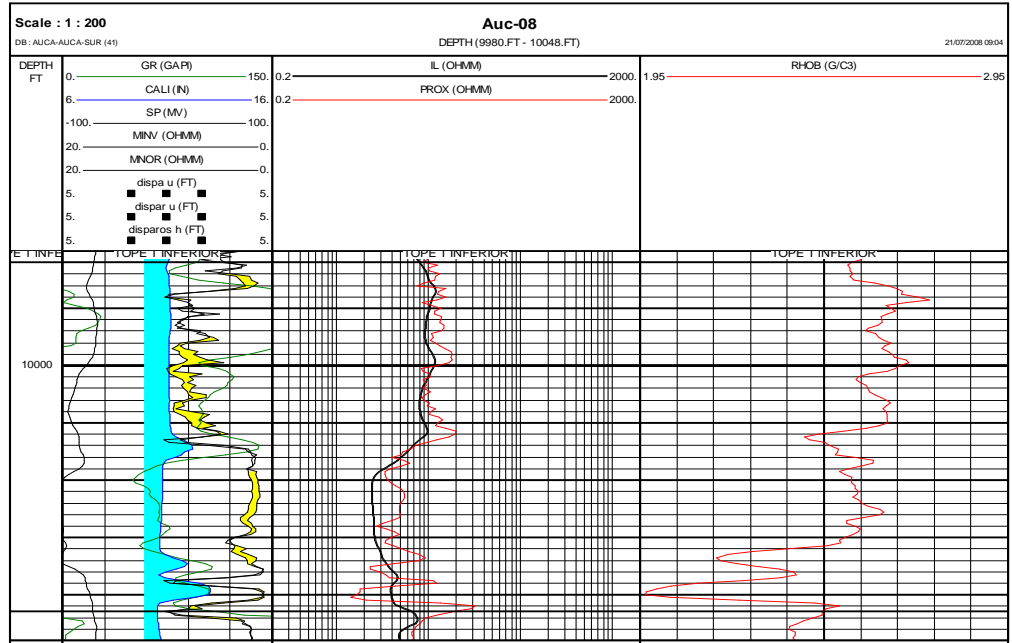 Scale : 1 : 200
Auc-08
DB : AUCA-AUCA-SUR (41)
DEPTH (9980.FT - 10048.FT)
21/07/2008 09:04
DEPTH
FT
GR (GAPI)
0. 150.
CALI (IN)
6. 16.
SP (MV)
-100. 100.
MINV (OHMM)
20. 0.
MNOR (OHMM)
20. 0.
dispa u (FT)
5. 5.
dispar u (FT)
5. 5.
disparos h (FT)
5. 5.
IL (OHMM)
0.2 2000.
PROX (OHMM)
0.2 2000.
RHOB (G/C3)
1.95 2.95
E T INFE TOPE T INFERIOR TOPE T INFERIOR TOPE T INFERIOR
10000